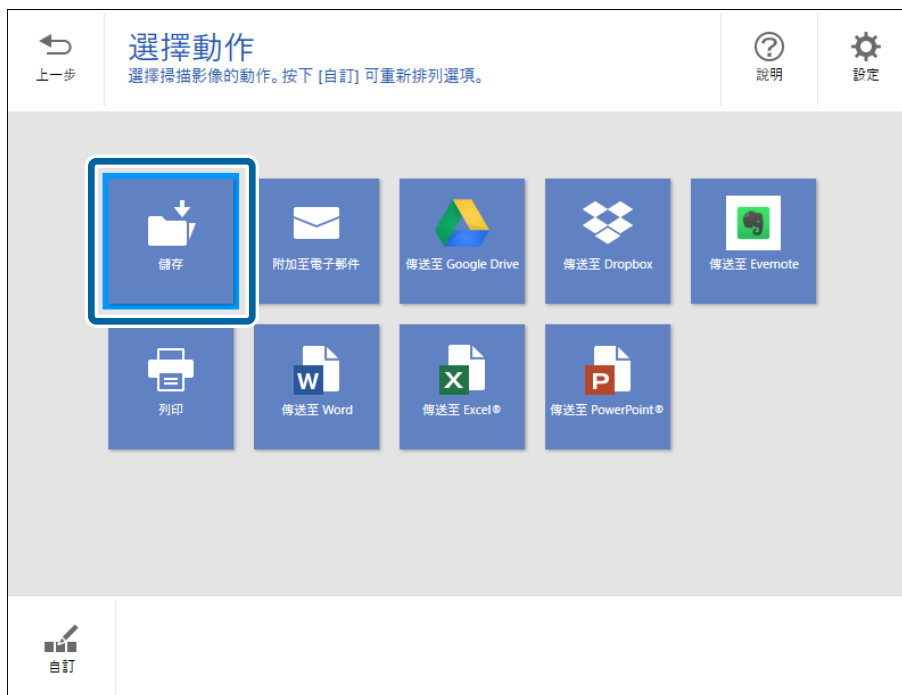 上一步
選擇動作
選擇掃描影像的動作。按下 [自訂] 可重新排列選項。
說明
設定
儲存
附加至電子郵件
傳送至 Google Drive
傳送至 Dropbox
傳送至 Evernote
列印
W
傳送至 Word
X
傳送至 Excel®
P
傳送至 PowerPoint®
自訂